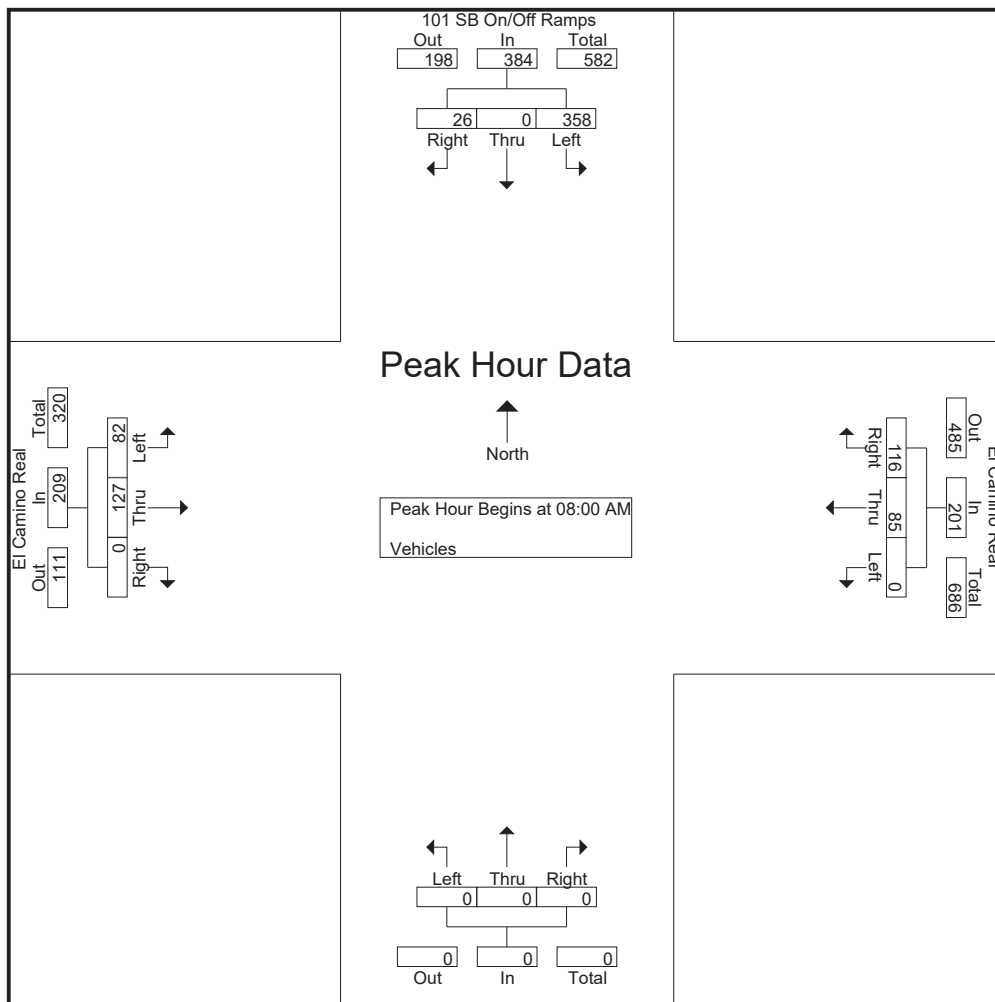 101 SB On/Off Ramps
Out In Total
198 384 582
26 0 358
Right Thru Left
Peak Hour Data
North
Peak Hour Begins at 08:00 AM
Vehicles
El Camino Real
Total In Out
320 209 111
82 127 0
Left Thru Right
Right Thru Left
116 85 0
Out In Total
485 201 686
El Camino Real
Left Thru Right
0 0 0
0 0 0
Out In Total